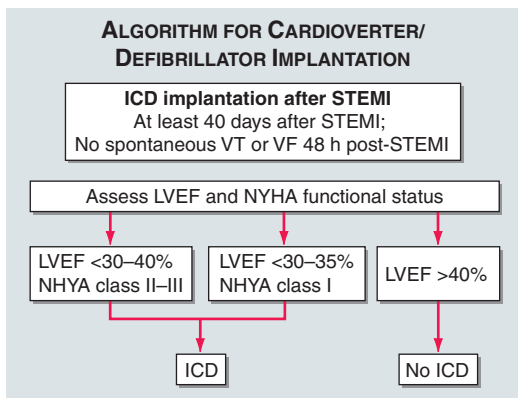 ALGORITHM FOR CARDIOVERTER/
DEFIBRILLATOR IMPLANTATION
ICD implantation after STEMI
At least 40 days after STEMI;
No spontaneous VT or VF 48 h post-STEMI
Assess LVEF and NYHA functional status
LVEF <30–40%
NHYA class II–III
LVEF <30–35%
NHYA class I
LVEF >40%
ICD
No ICD